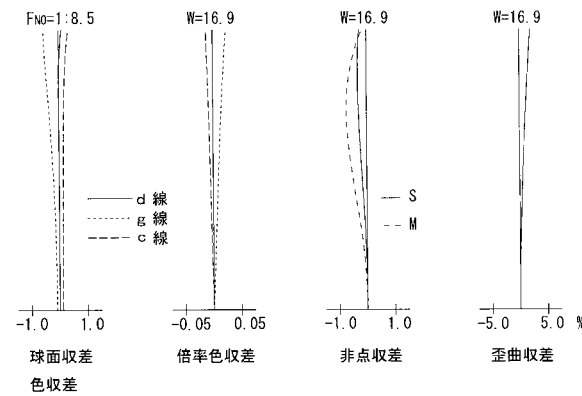 FNO=1:8.5
W=16.9
W=16.9
W=16.9
d 線
g 線
c 線
S
M
-1.0 1.0
-0.05 0.05
-1.0 1.0
-5.0 5.0 %
球面収差
色収差
倍率色収差
非点収差
歪曲収差